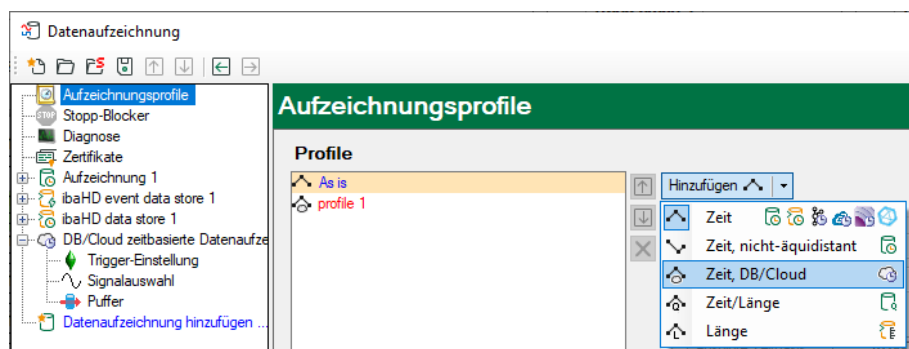 Datenaufzeichnung
Aufzeichnungsprofile
STOP Stopp-Blocker
Diagnose
Zertifikate
Aufzeichnung 1
ibaHD event data store 1
ibaHD data store 1
DB/Cloud zeitbasierte Datenaufze
Trigger-Einstellung
Signalauswahl
Puffer
Datenaufzeichnung hinzufügen ...
Aufzeichnungsprofile
Profile
As is
profile 1
Hinzufügen
Zeit
Zeit, nicht-äquidistant
Zeit, DB/Cloud
Zeit/Länge
Länge